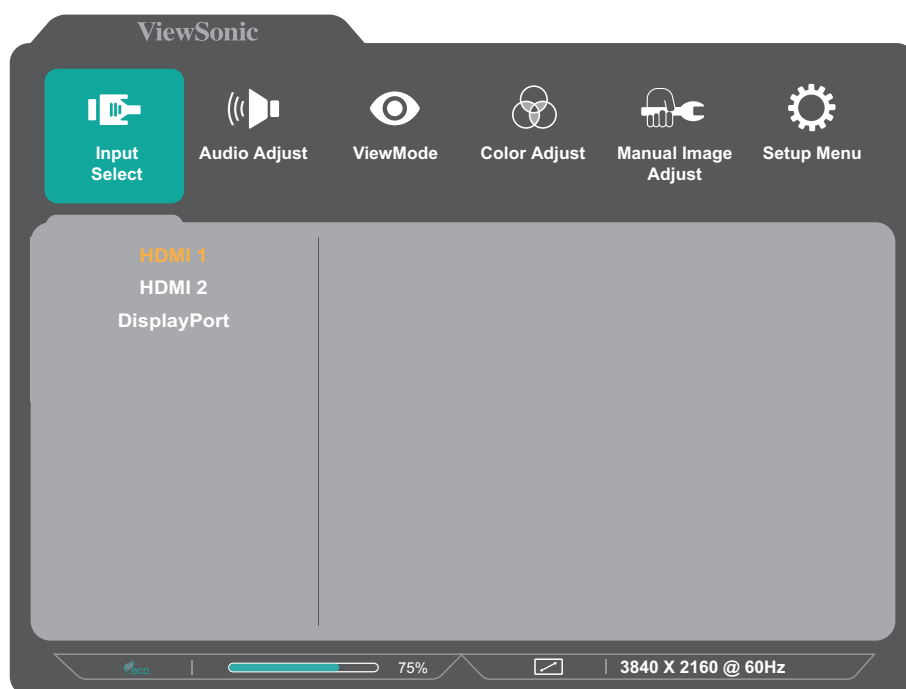 ViewSonic
Input
Select
Audio Adjust
ViewMode
Color Adjust
Manual Image
Adjust
Setup Menu
HDMI 1
HDMI 2
DisplayPort
eco
75%
3840 X 2160 @ 60Hz